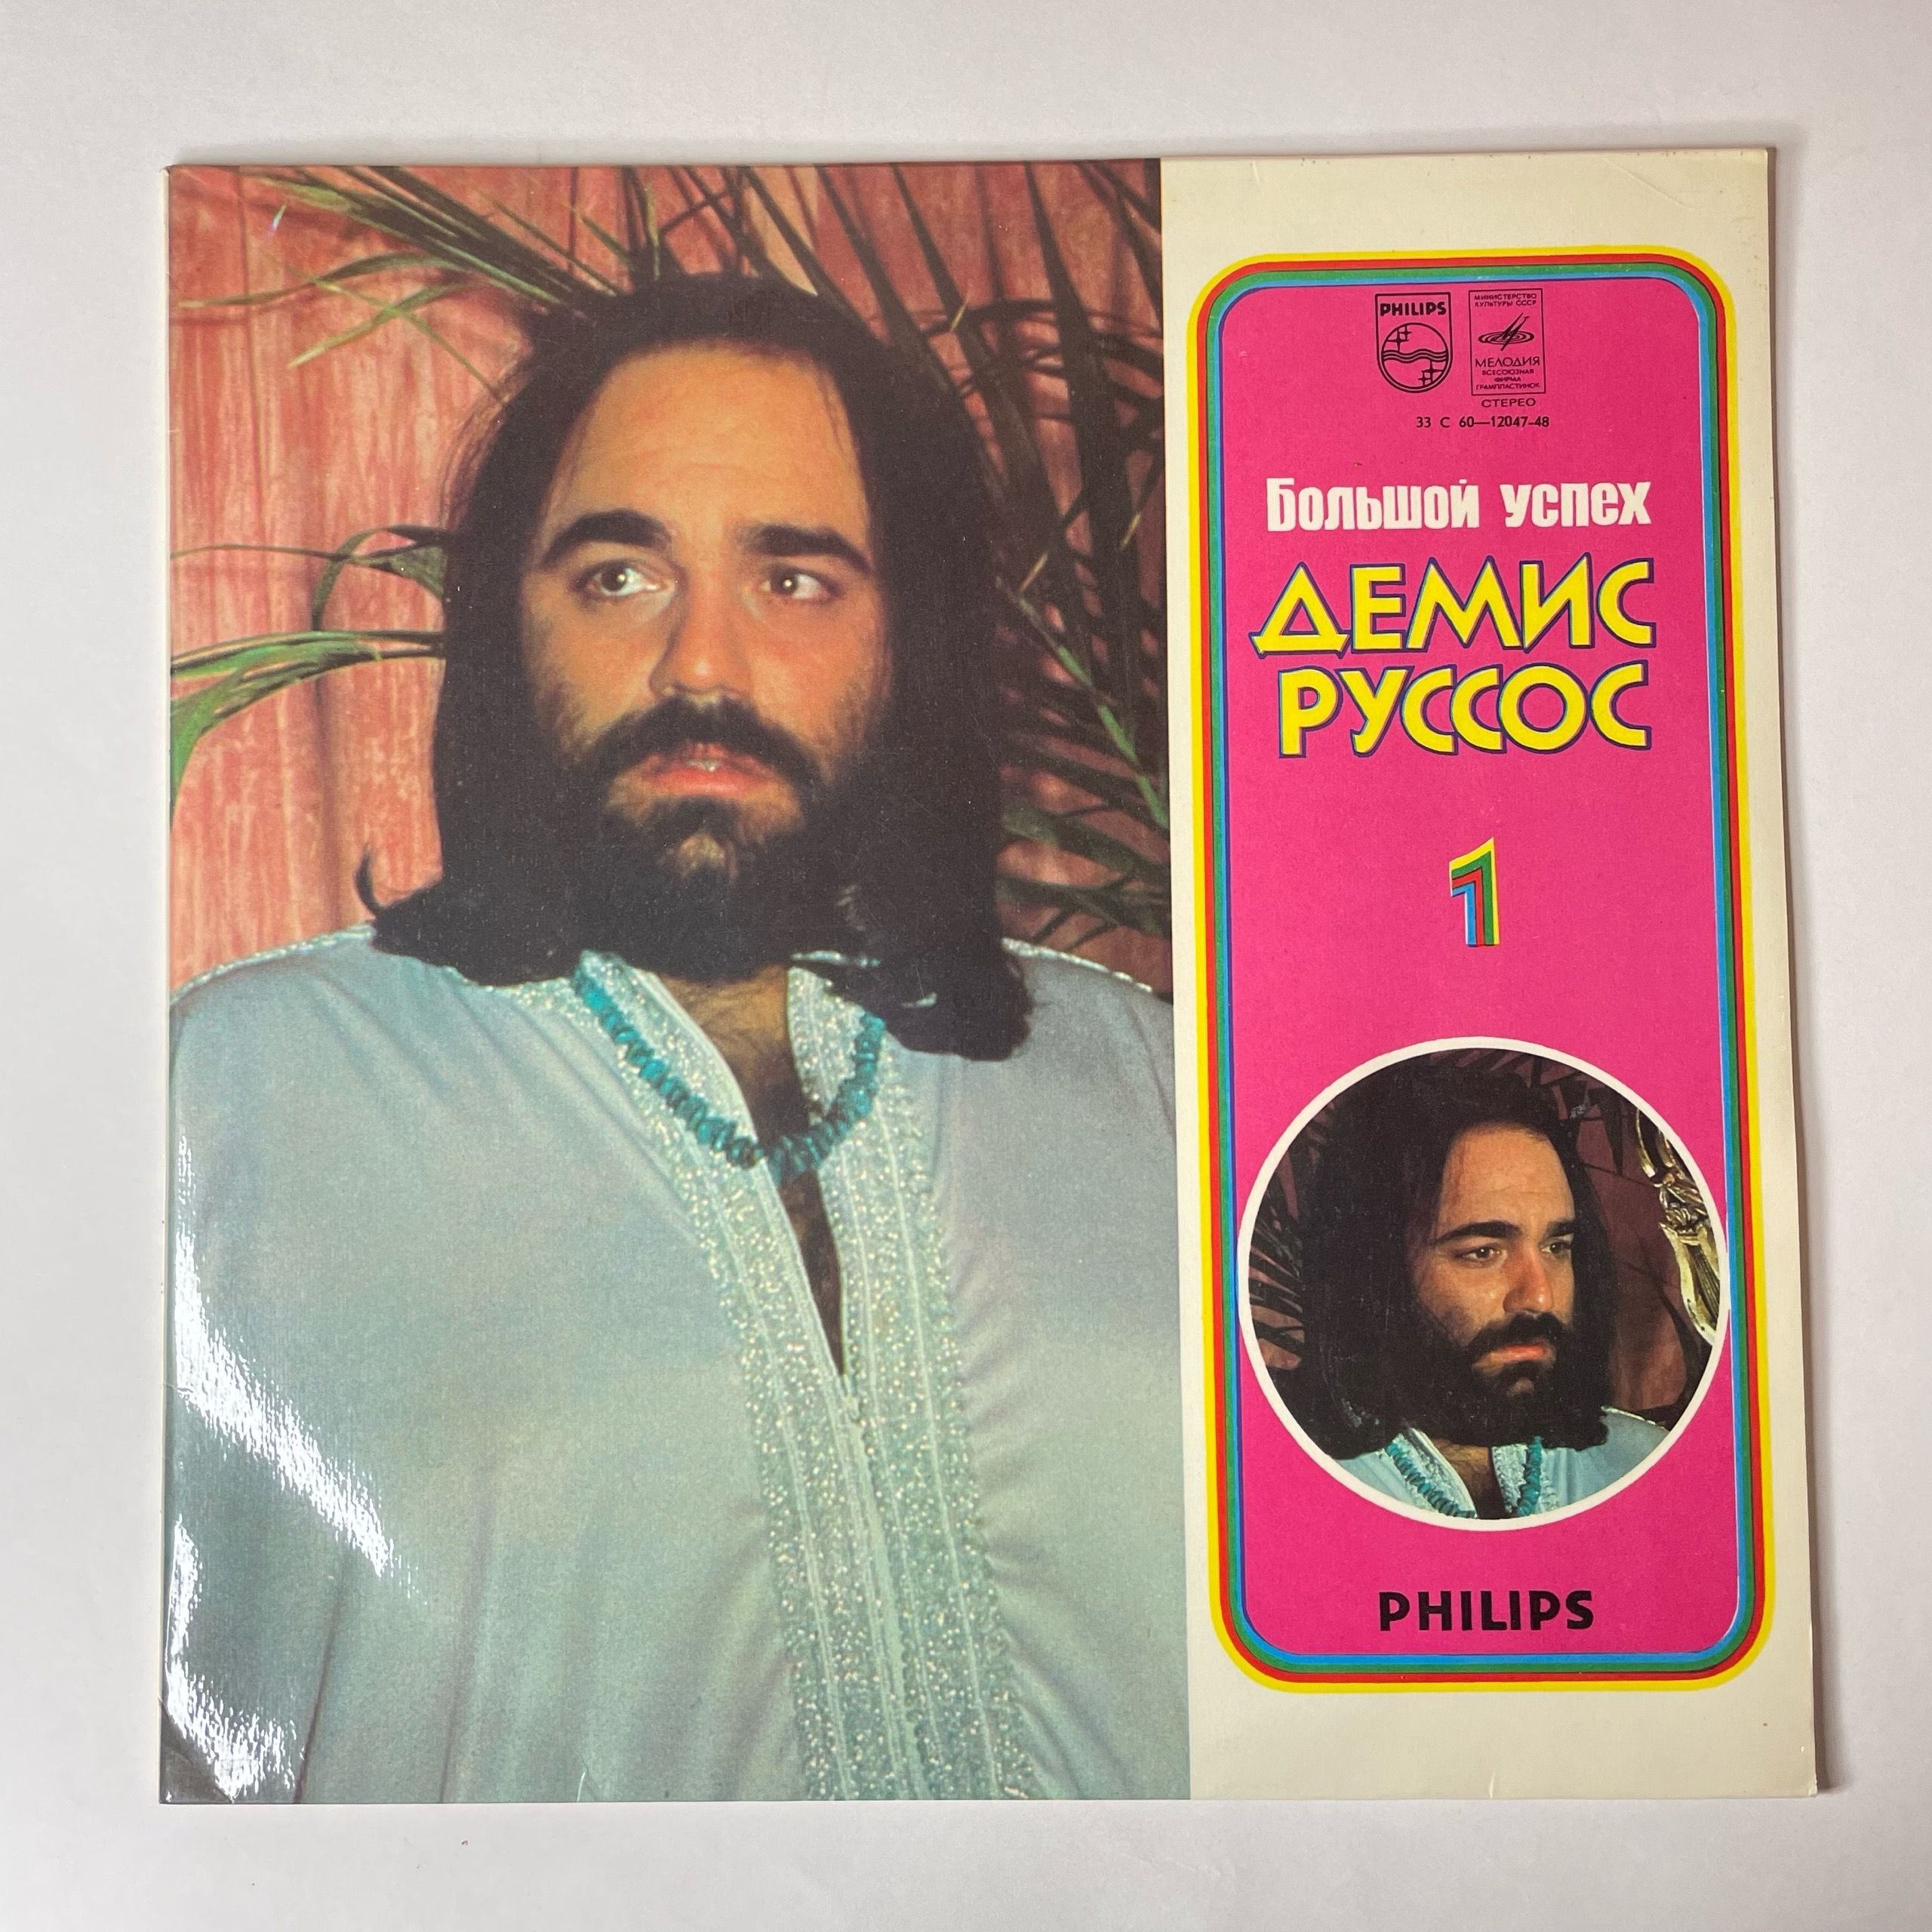 PHILIPS
МИНИСТЕРСТВО
КУЛЬТУРЫ СССР
МЕЛОДИЯ
ВСЕСОЮЗНАЯ
ФИРМА
ГРАМПЛАСТИНОК
СТЕРЕО
33 С 60—12047-48
Большой успех
ДЕМИС
РУССОС
1
PHILIPS